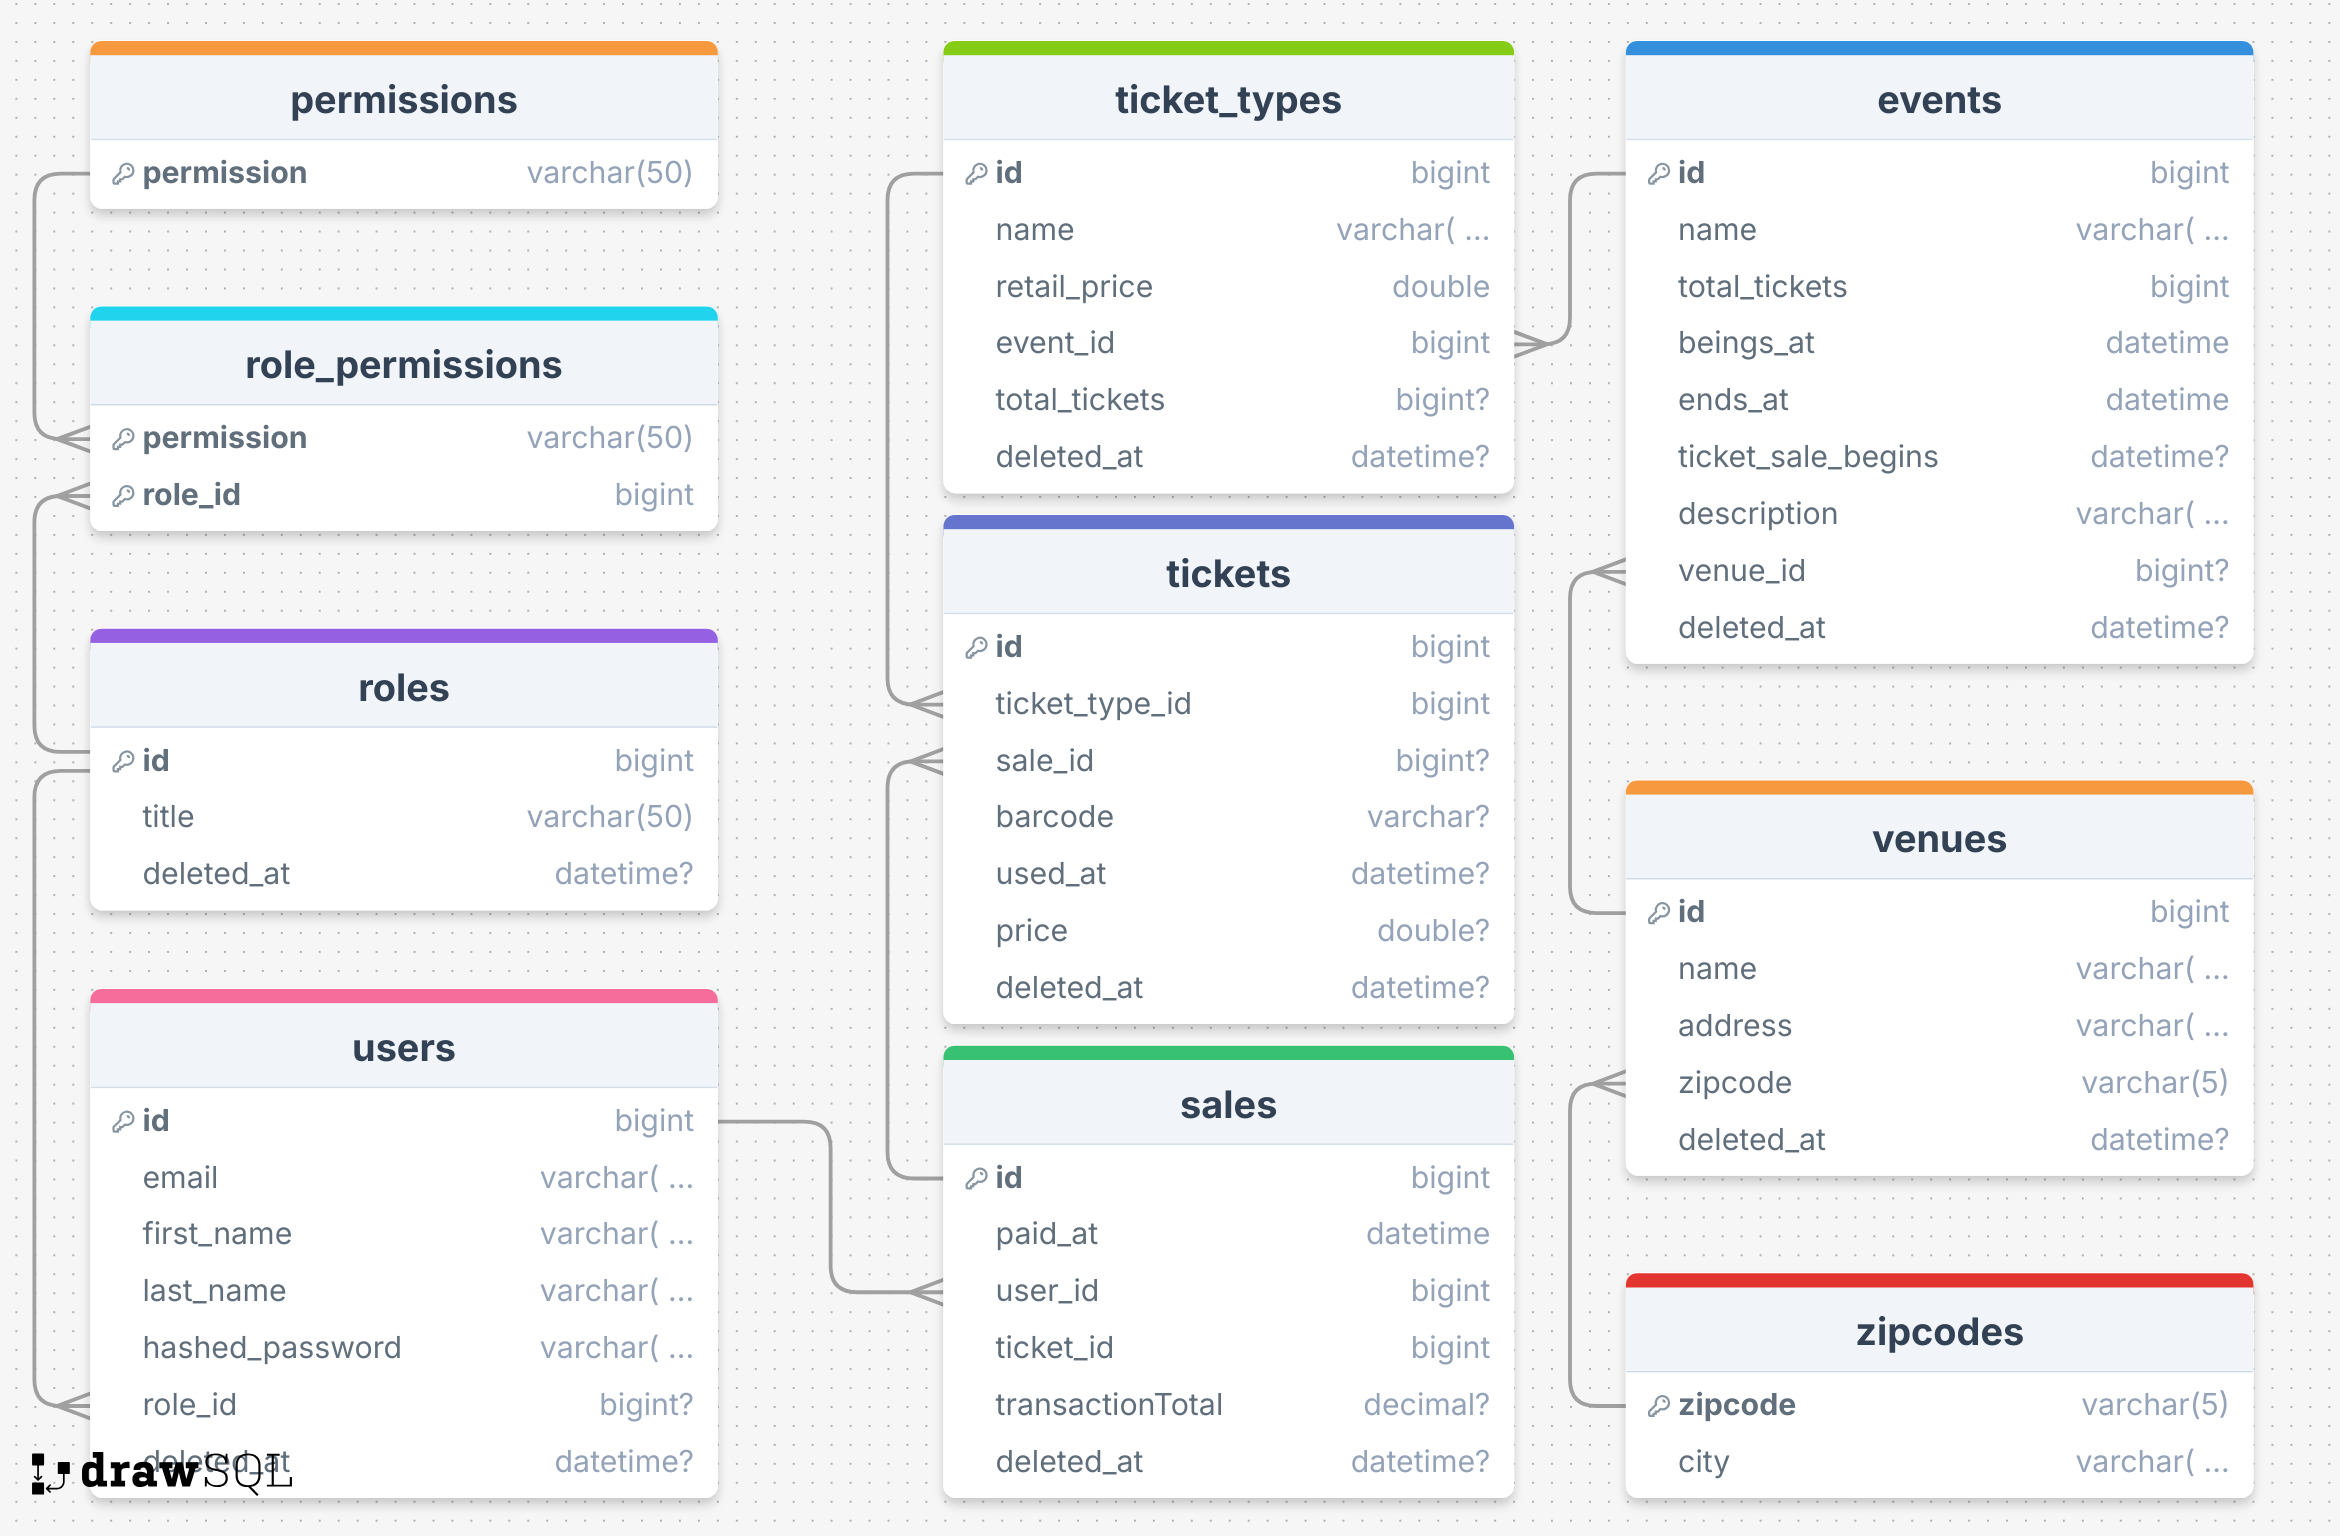 permissions
permission varchar(50)
role_permissions
permission varchar(50)
role_id bigint
roles
id bigint
title varchar(50)
deleted_at datetime?
users
id bigint
email varchar( ...
first_name varchar( ...
last_name varchar( ...
hashed_password varchar( ...
role_id bigint?
deleted_at datetime?
drawSQL
ticket_types
id bigint
name varchar( ...
retail_price double
event_id bigint
total_tickets bigint?
deleted_at datetime?
tickets
id bigint
ticket_type_id bigint
sale_id bigint?
barcode varchar?
used_at datetime?
price double?
deleted_at datetime?
sales
id bigint
paid_at datetime
user_id bigint
ticket_id bigint
transactionTotal decimal?
deleted_at datetime?
events
id bigint
name varchar( ...
total_tickets bigint
beings_at datetime
ends_at datetime
ticket_sale_begins datetime?
description varchar( ...
venue_id bigint?
deleted_at datetime?
venues
id bigint
name varchar( ...
address varchar( ...
zipcode varchar(5)
deleted_at datetime?
zipcodes
zipcode varchar(5)
city varchar( ...